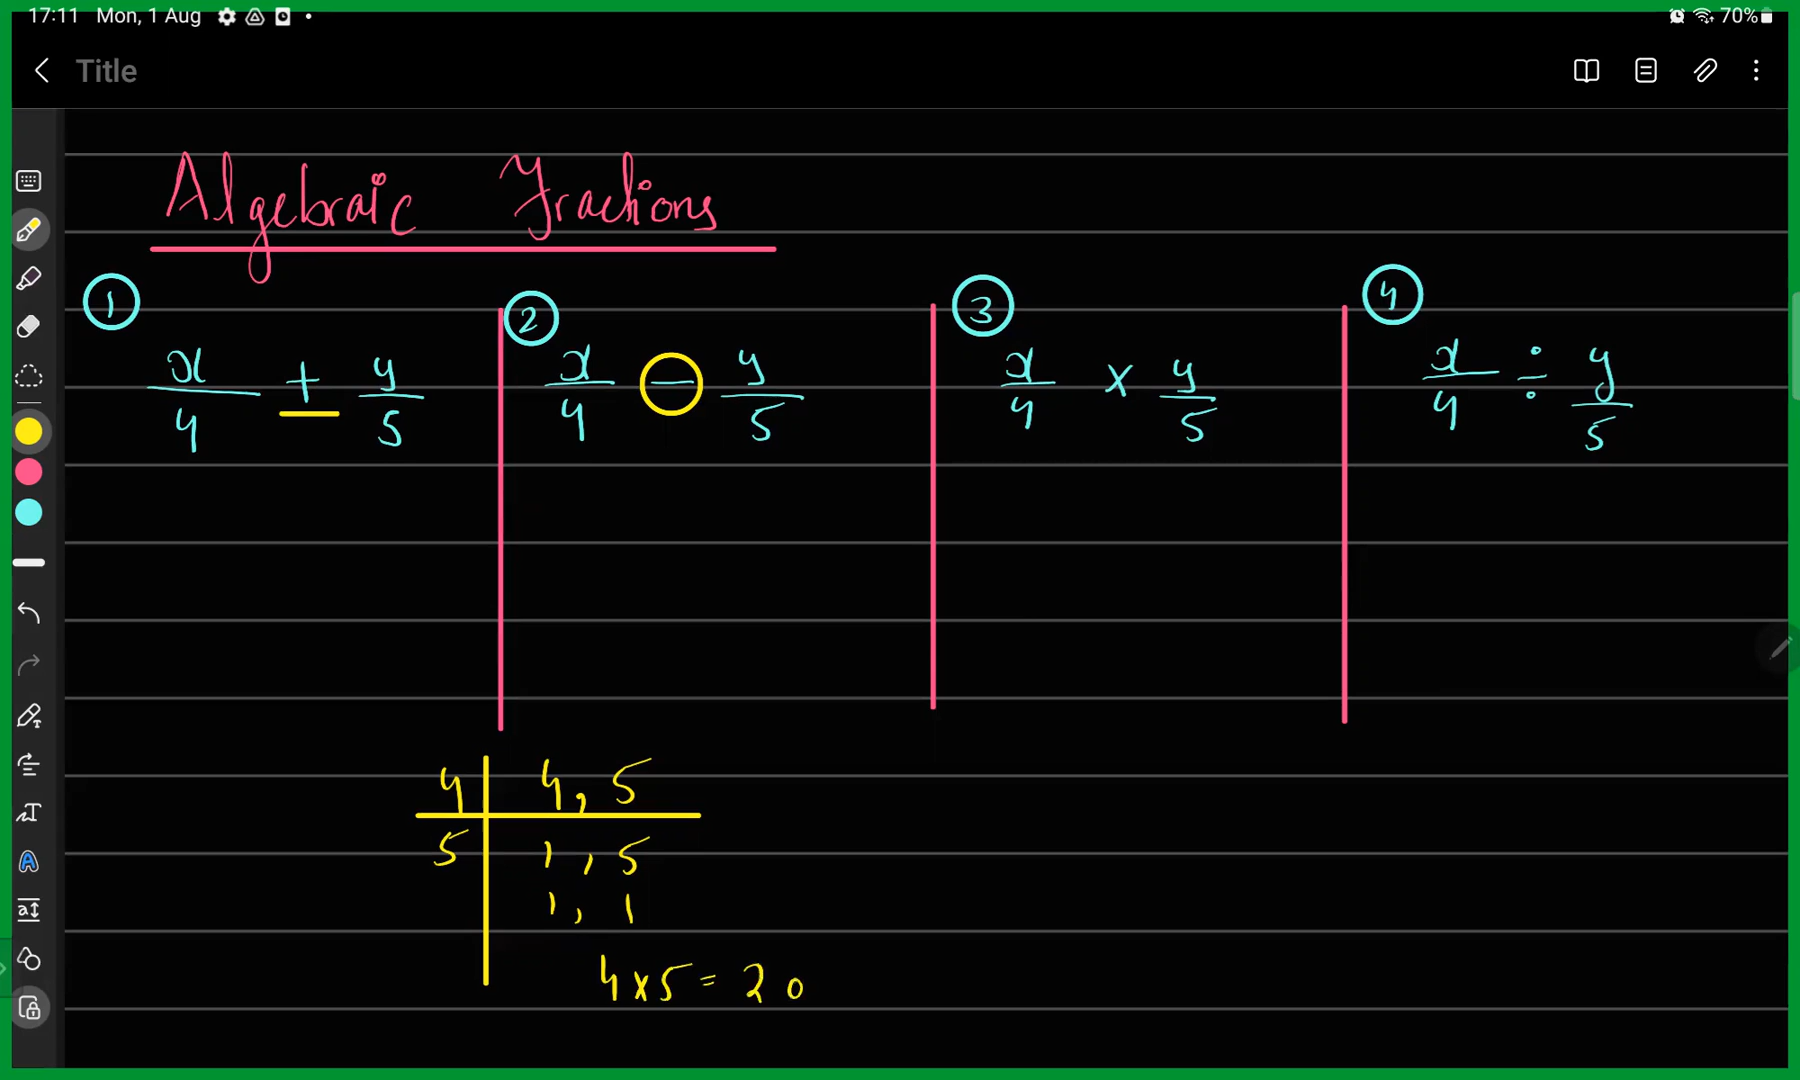 17:11 Mon, 1 Aug
70%
Title
Algebraic Fractions
① ② ③ ④
x/4 + y/5
x/4 − y/5
x/4 × y/5
x/4 ÷ y/5
4 | 4, 5
5 | 1, 5
1, 1
4×5 = 20